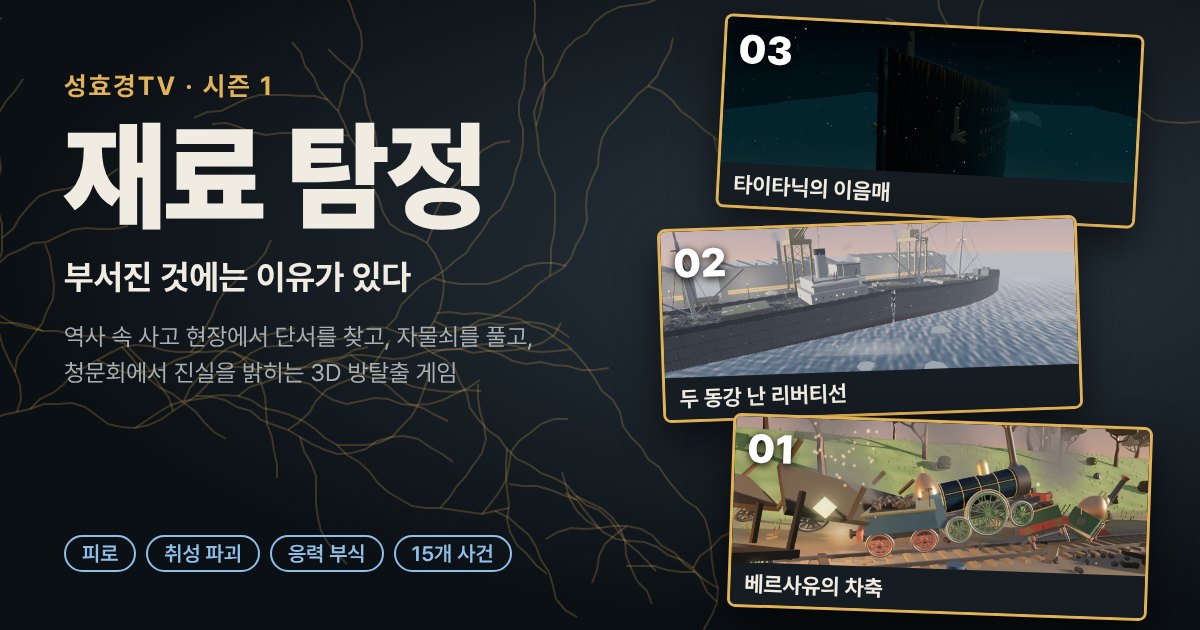 성효경TV · 시즌 1
재료 탐정
부서진 것에는 이유가 있다
역사 속 사고 현장에서 단서를 찾고, 자물쇠를 풀고,
청문회에서 진실을 밝히는 3D 방탈출 게임
피로
취성 파괴
응력 부식
15개 사건
03
타이타닉의 이음매
02
두 동강 난 리버티선
01
베르사유의 차축